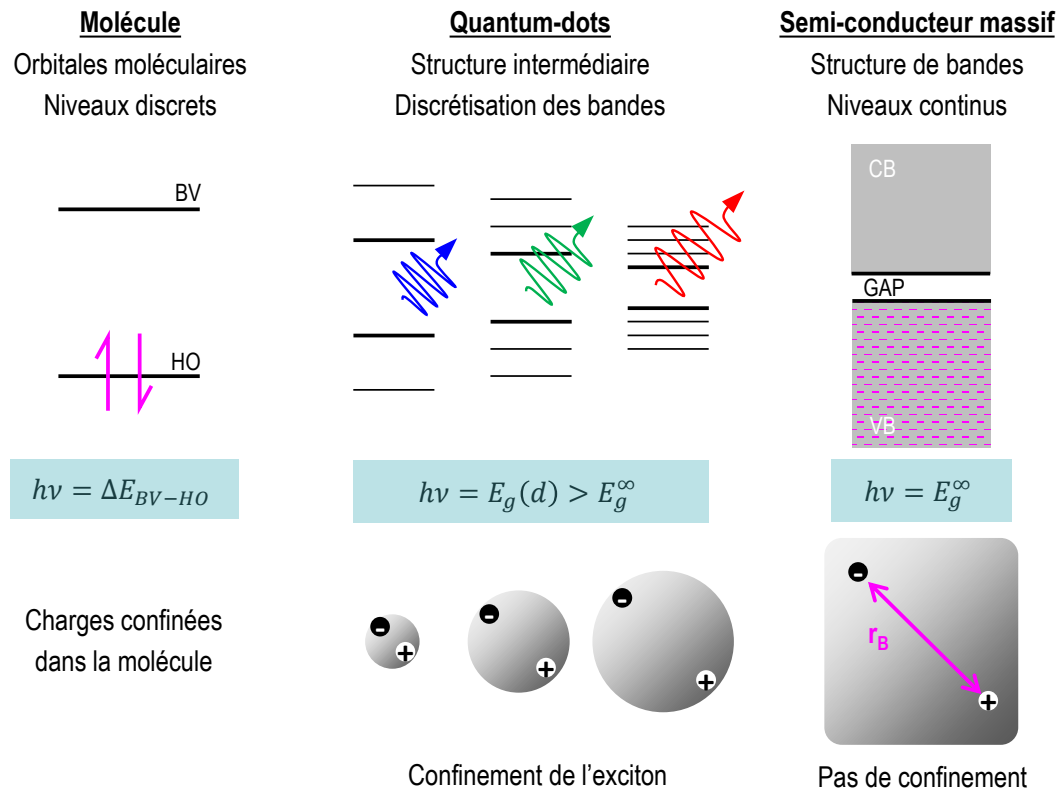 Molécule
Orbitales moléculaires
Niveaux discrets
BV
HO
hν = ΔE_{BV−HO}
Charges confinées
dans la molécule
Quantum-dots
Structure intermédiaire
Discrétisation des bandes
hν = E_g(d) > E_g^∞
- + - + - +
Confinement de l'exciton
Semi-conducteur massif
Structure de bandes
Niveaux continus
CB
GAP
VB
hν = E_g^∞
-
r_B
+
Pas de confinement